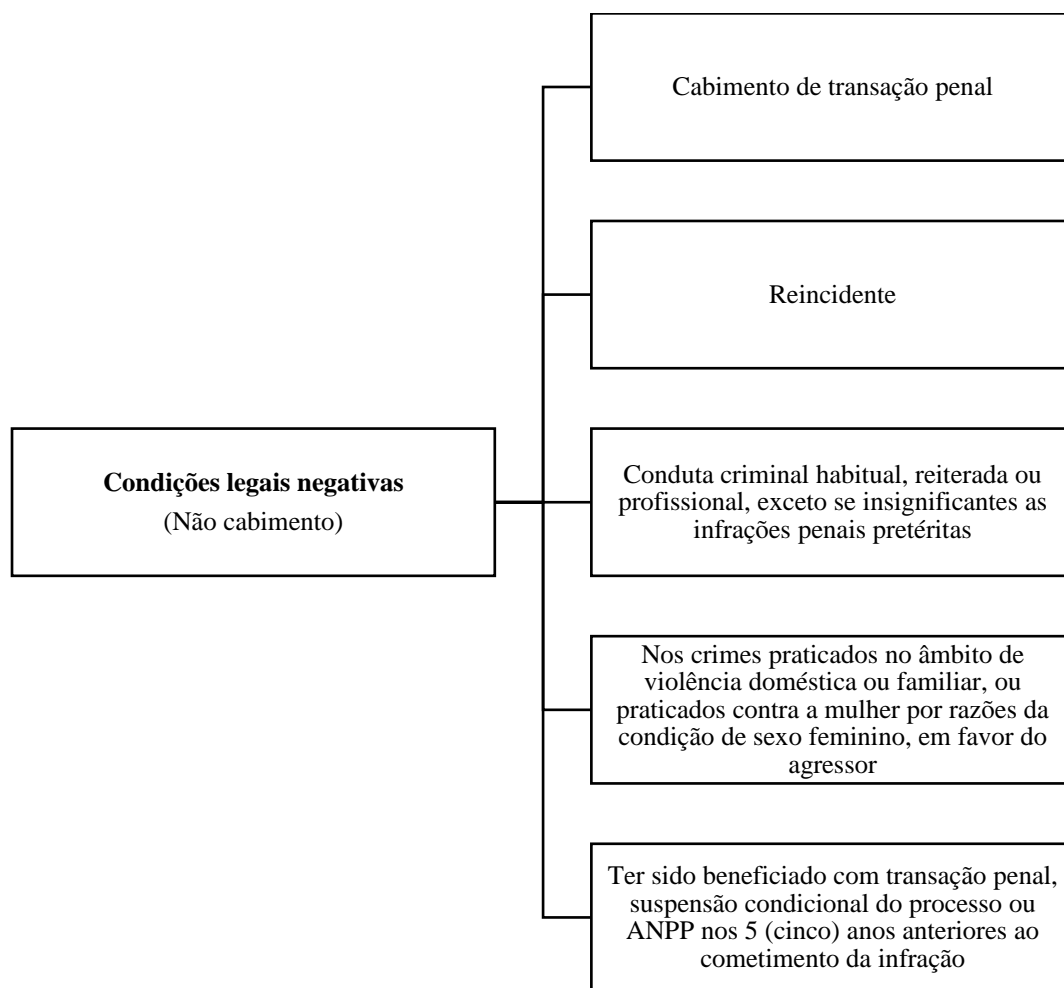 Cabimento de transação penal
Reincidente
Condições legais negativas
(Não cabimento)
Conduta criminal habitual, reiterada ou
profissional, exceto se insignificantes as
infrações penais pretéritas
Nos crimes praticados no âmbito de
violência doméstica ou familiar, ou
praticados contra a mulher por razões da
condição de sexo feminino, em favor do
agressor
Ter sido beneficiado com transação penal,
suspensão condicional do processo ou
ANPP nos 5 (cinco) anos anteriores ao
cometimento da infração